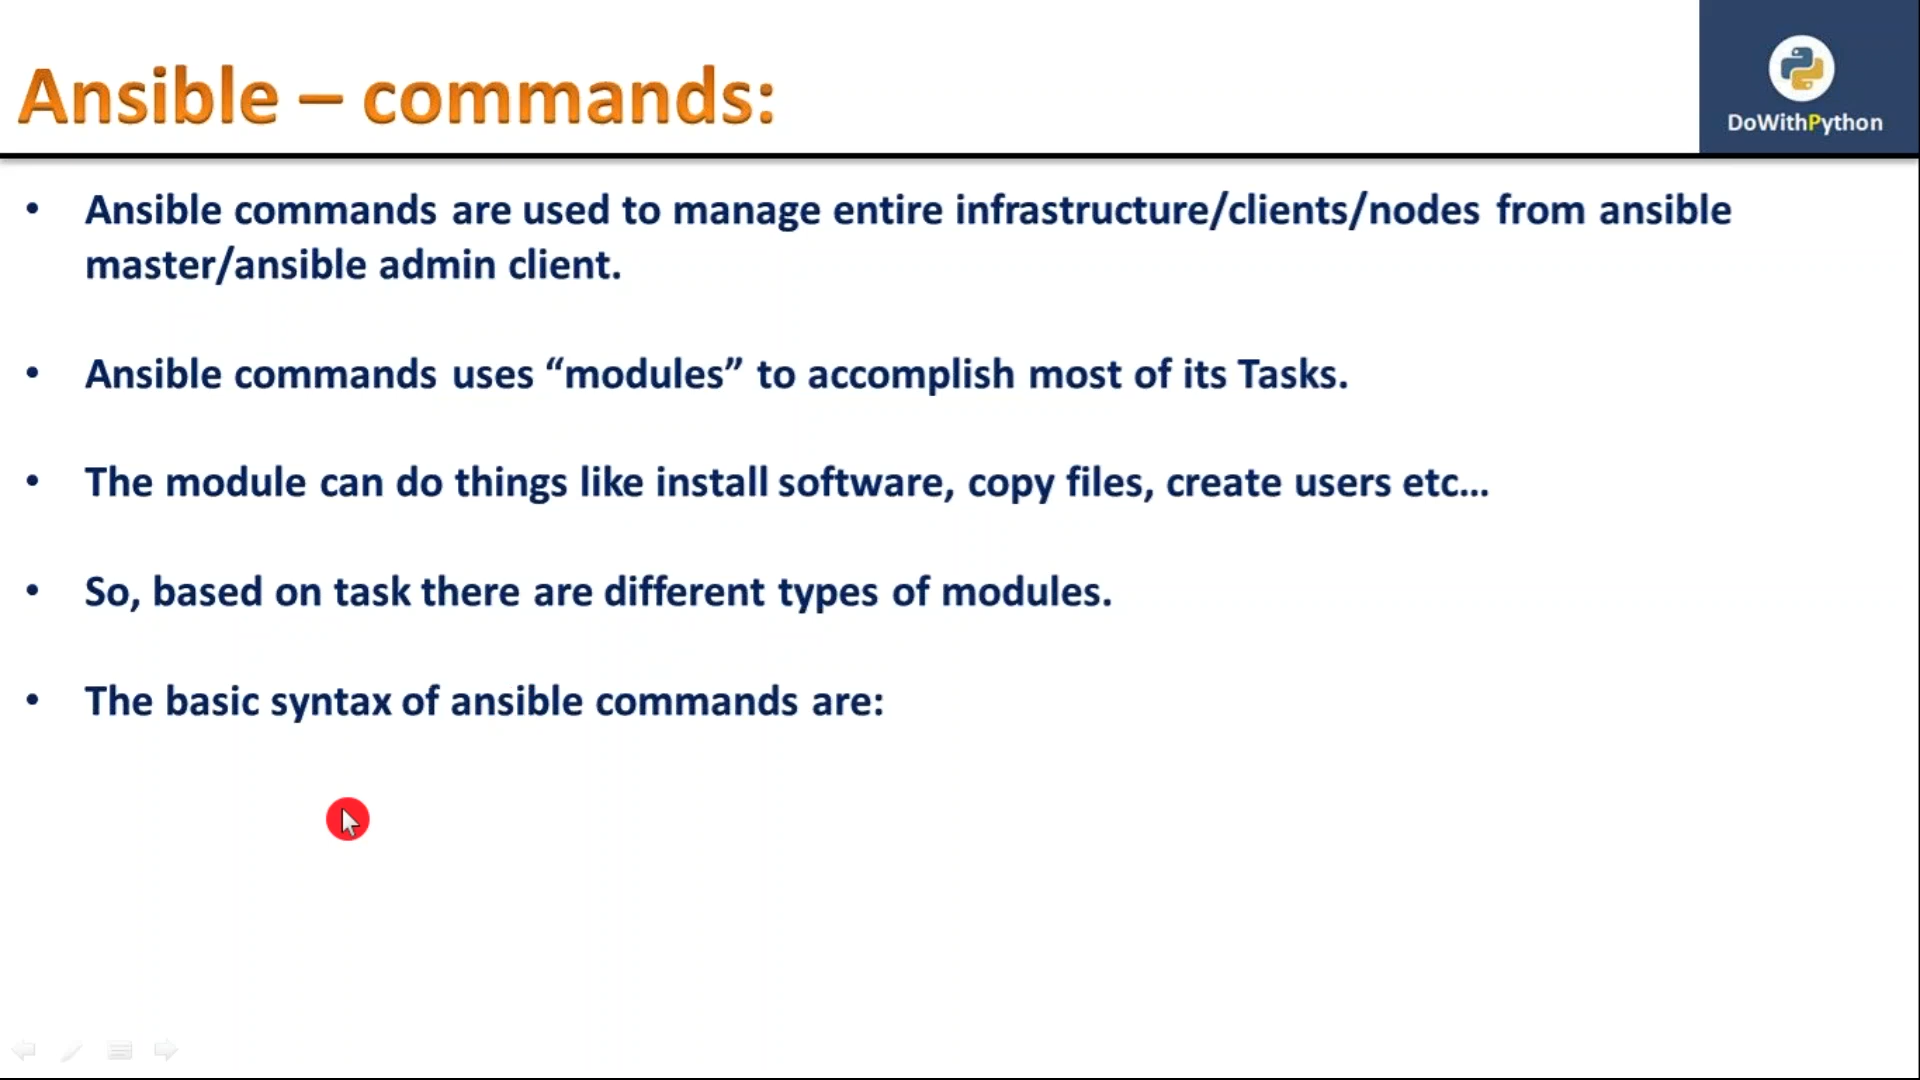 Ansible – commands:
DoWithPython
• Ansible commands are used to manage entire infrastructure/clients/nodes from ansible
master/ansible admin client.
• Ansible commands uses “modules” to accomplish most of its Tasks.
• The module can do things like install software, copy files, create users etc...
• So, based on task there are different types of modules.
• The basic syntax of ansible commands are: